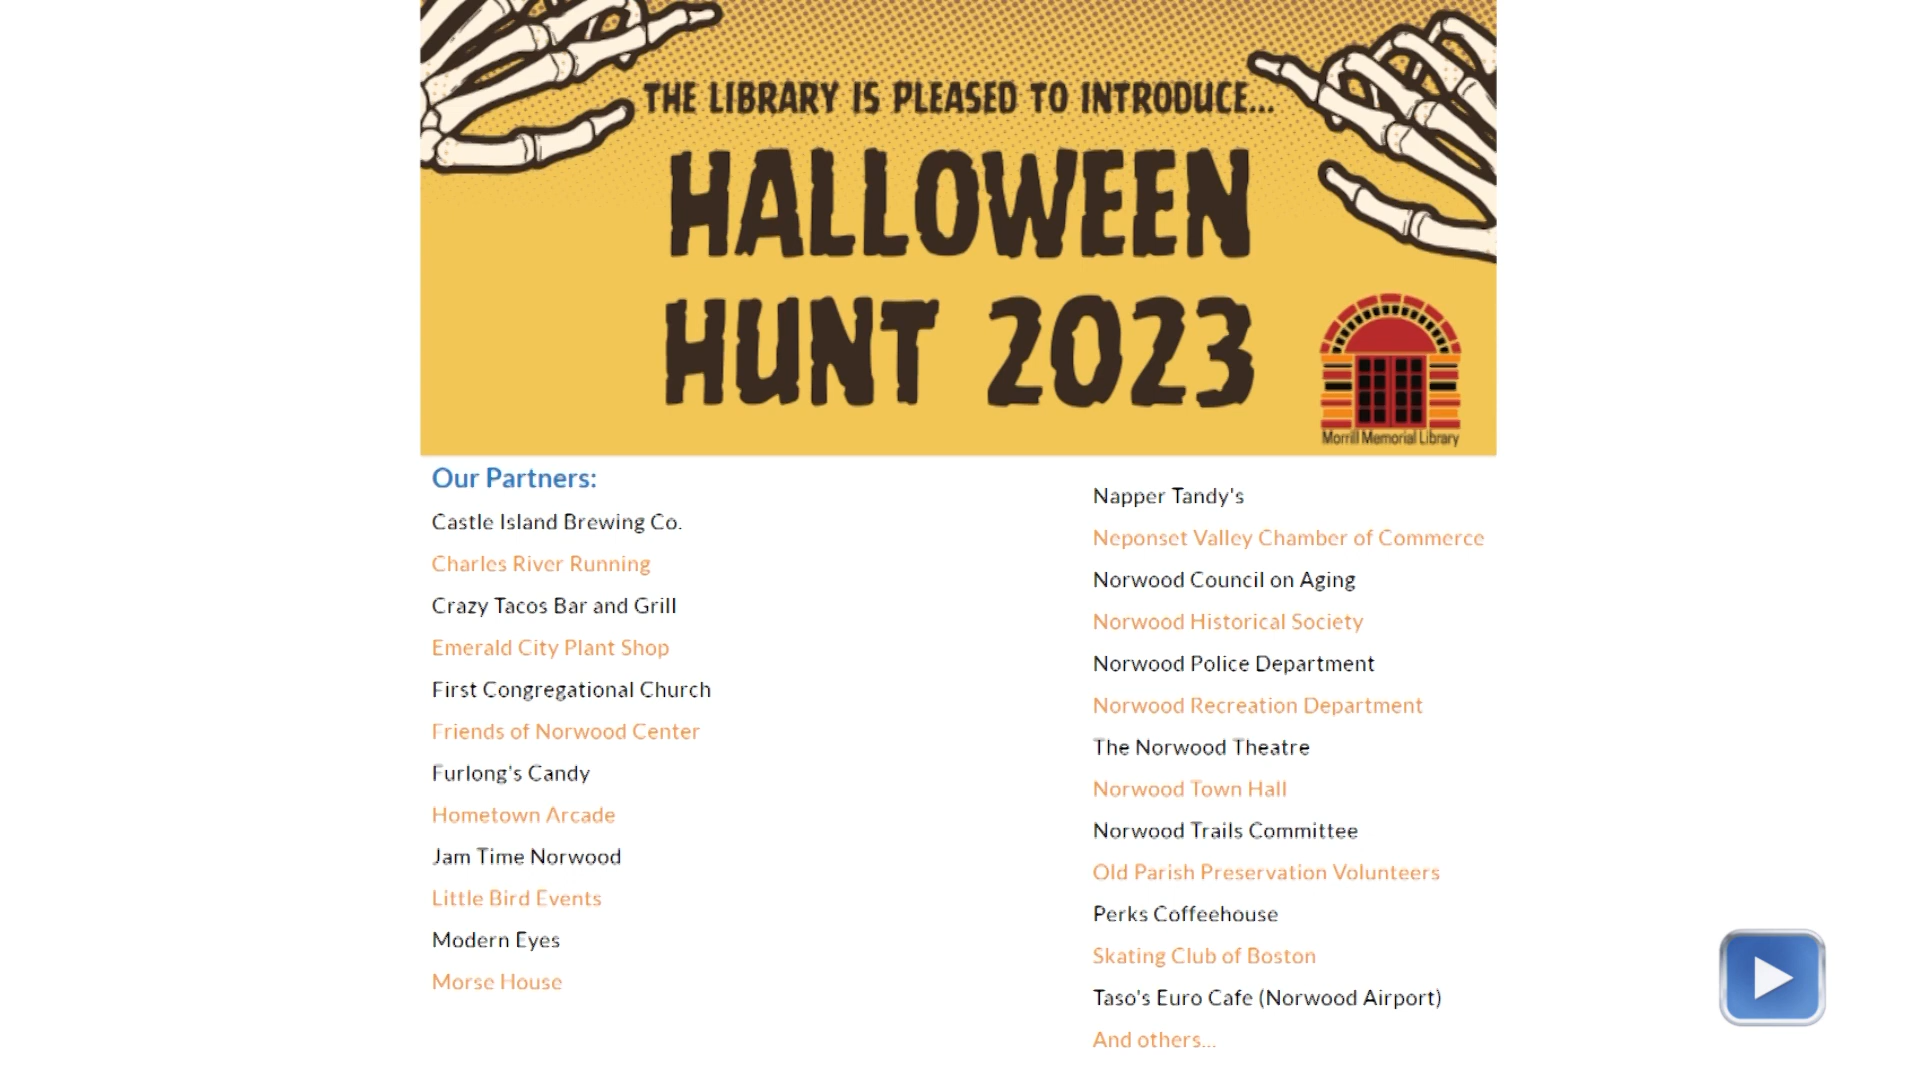 THE LIBRARY IS PLEASED TO INTRODUCE...
HALLOWEEN
HUNT 2023
Morrill Memorial Library
Our Partners:
Castle Island Brewing Co.
Charles River Running
Crazy Tacos Bar and Grill
Emerald City Plant Shop
First Congregational Church
Friends of Norwood Center
Furlong's Candy
Hometown Arcade
Jam Time Norwood
Little Bird Events
Modern Eyes
Morse House
Napper Tandy's
Neponset Valley Chamber of Commerce
Norwood Council on Aging
Norwood Historical Society
Norwood Police Department
Norwood Recreation Department
The Norwood Theatre
Norwood Town Hall
Norwood Trails Committee
Old Parish Preservation Volunteers
Perks Coffeehouse
Skating Club of Boston
Taso's Euro Cafe (Norwood Airport)
And others...